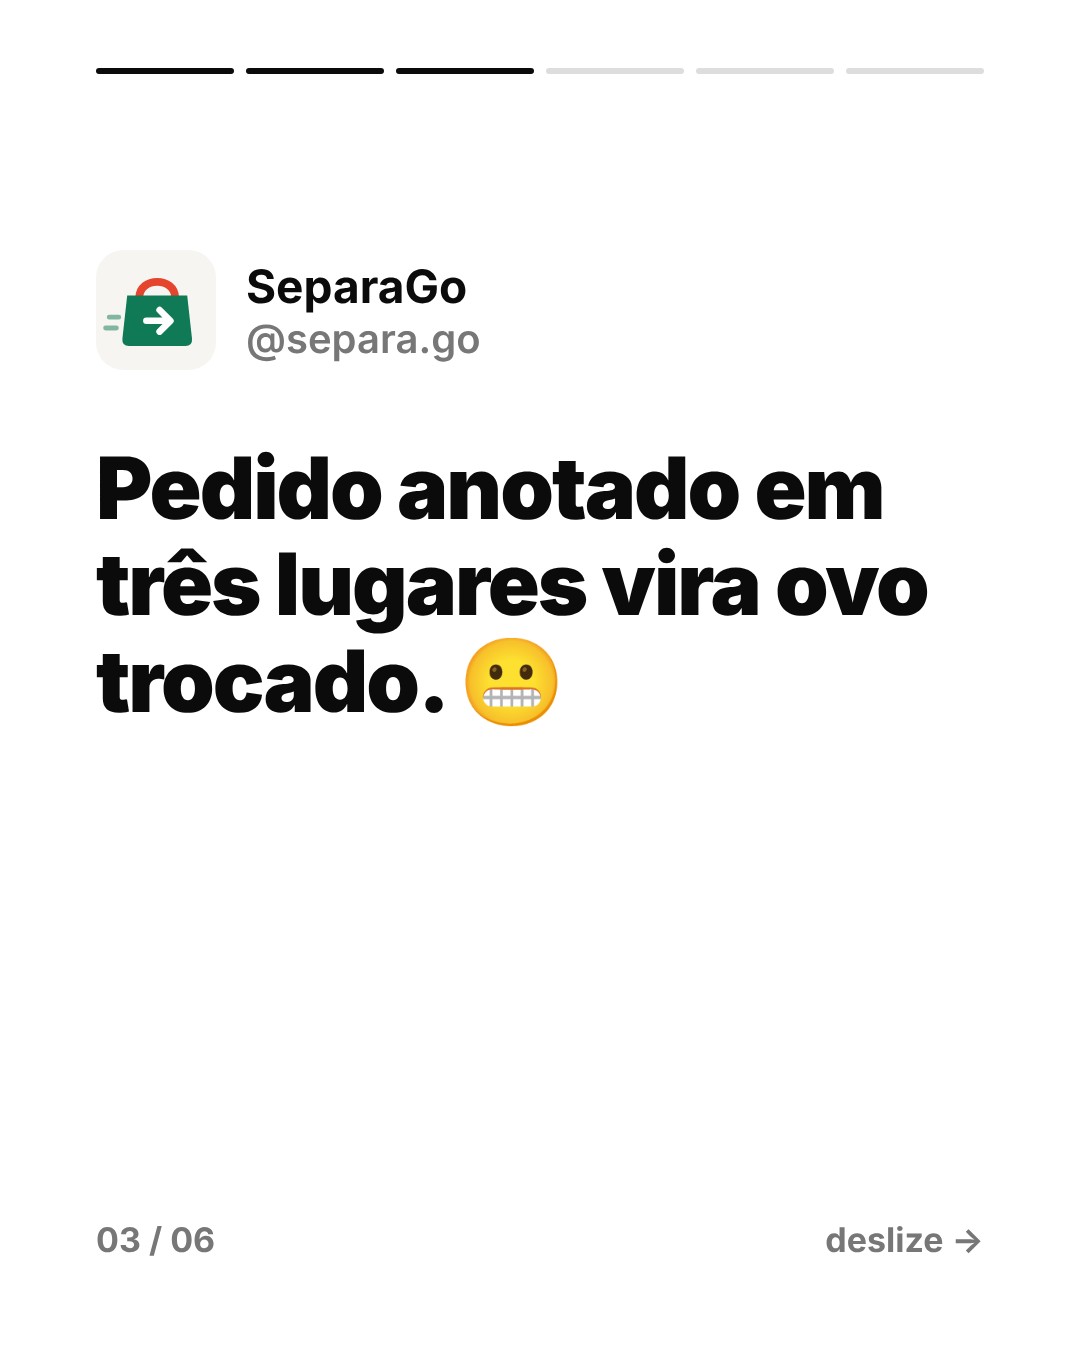 SeparaGo
@separa.go
Pedido anotado em
três lugares vira ovo
trocado. 😬
03 / 06
deslize →